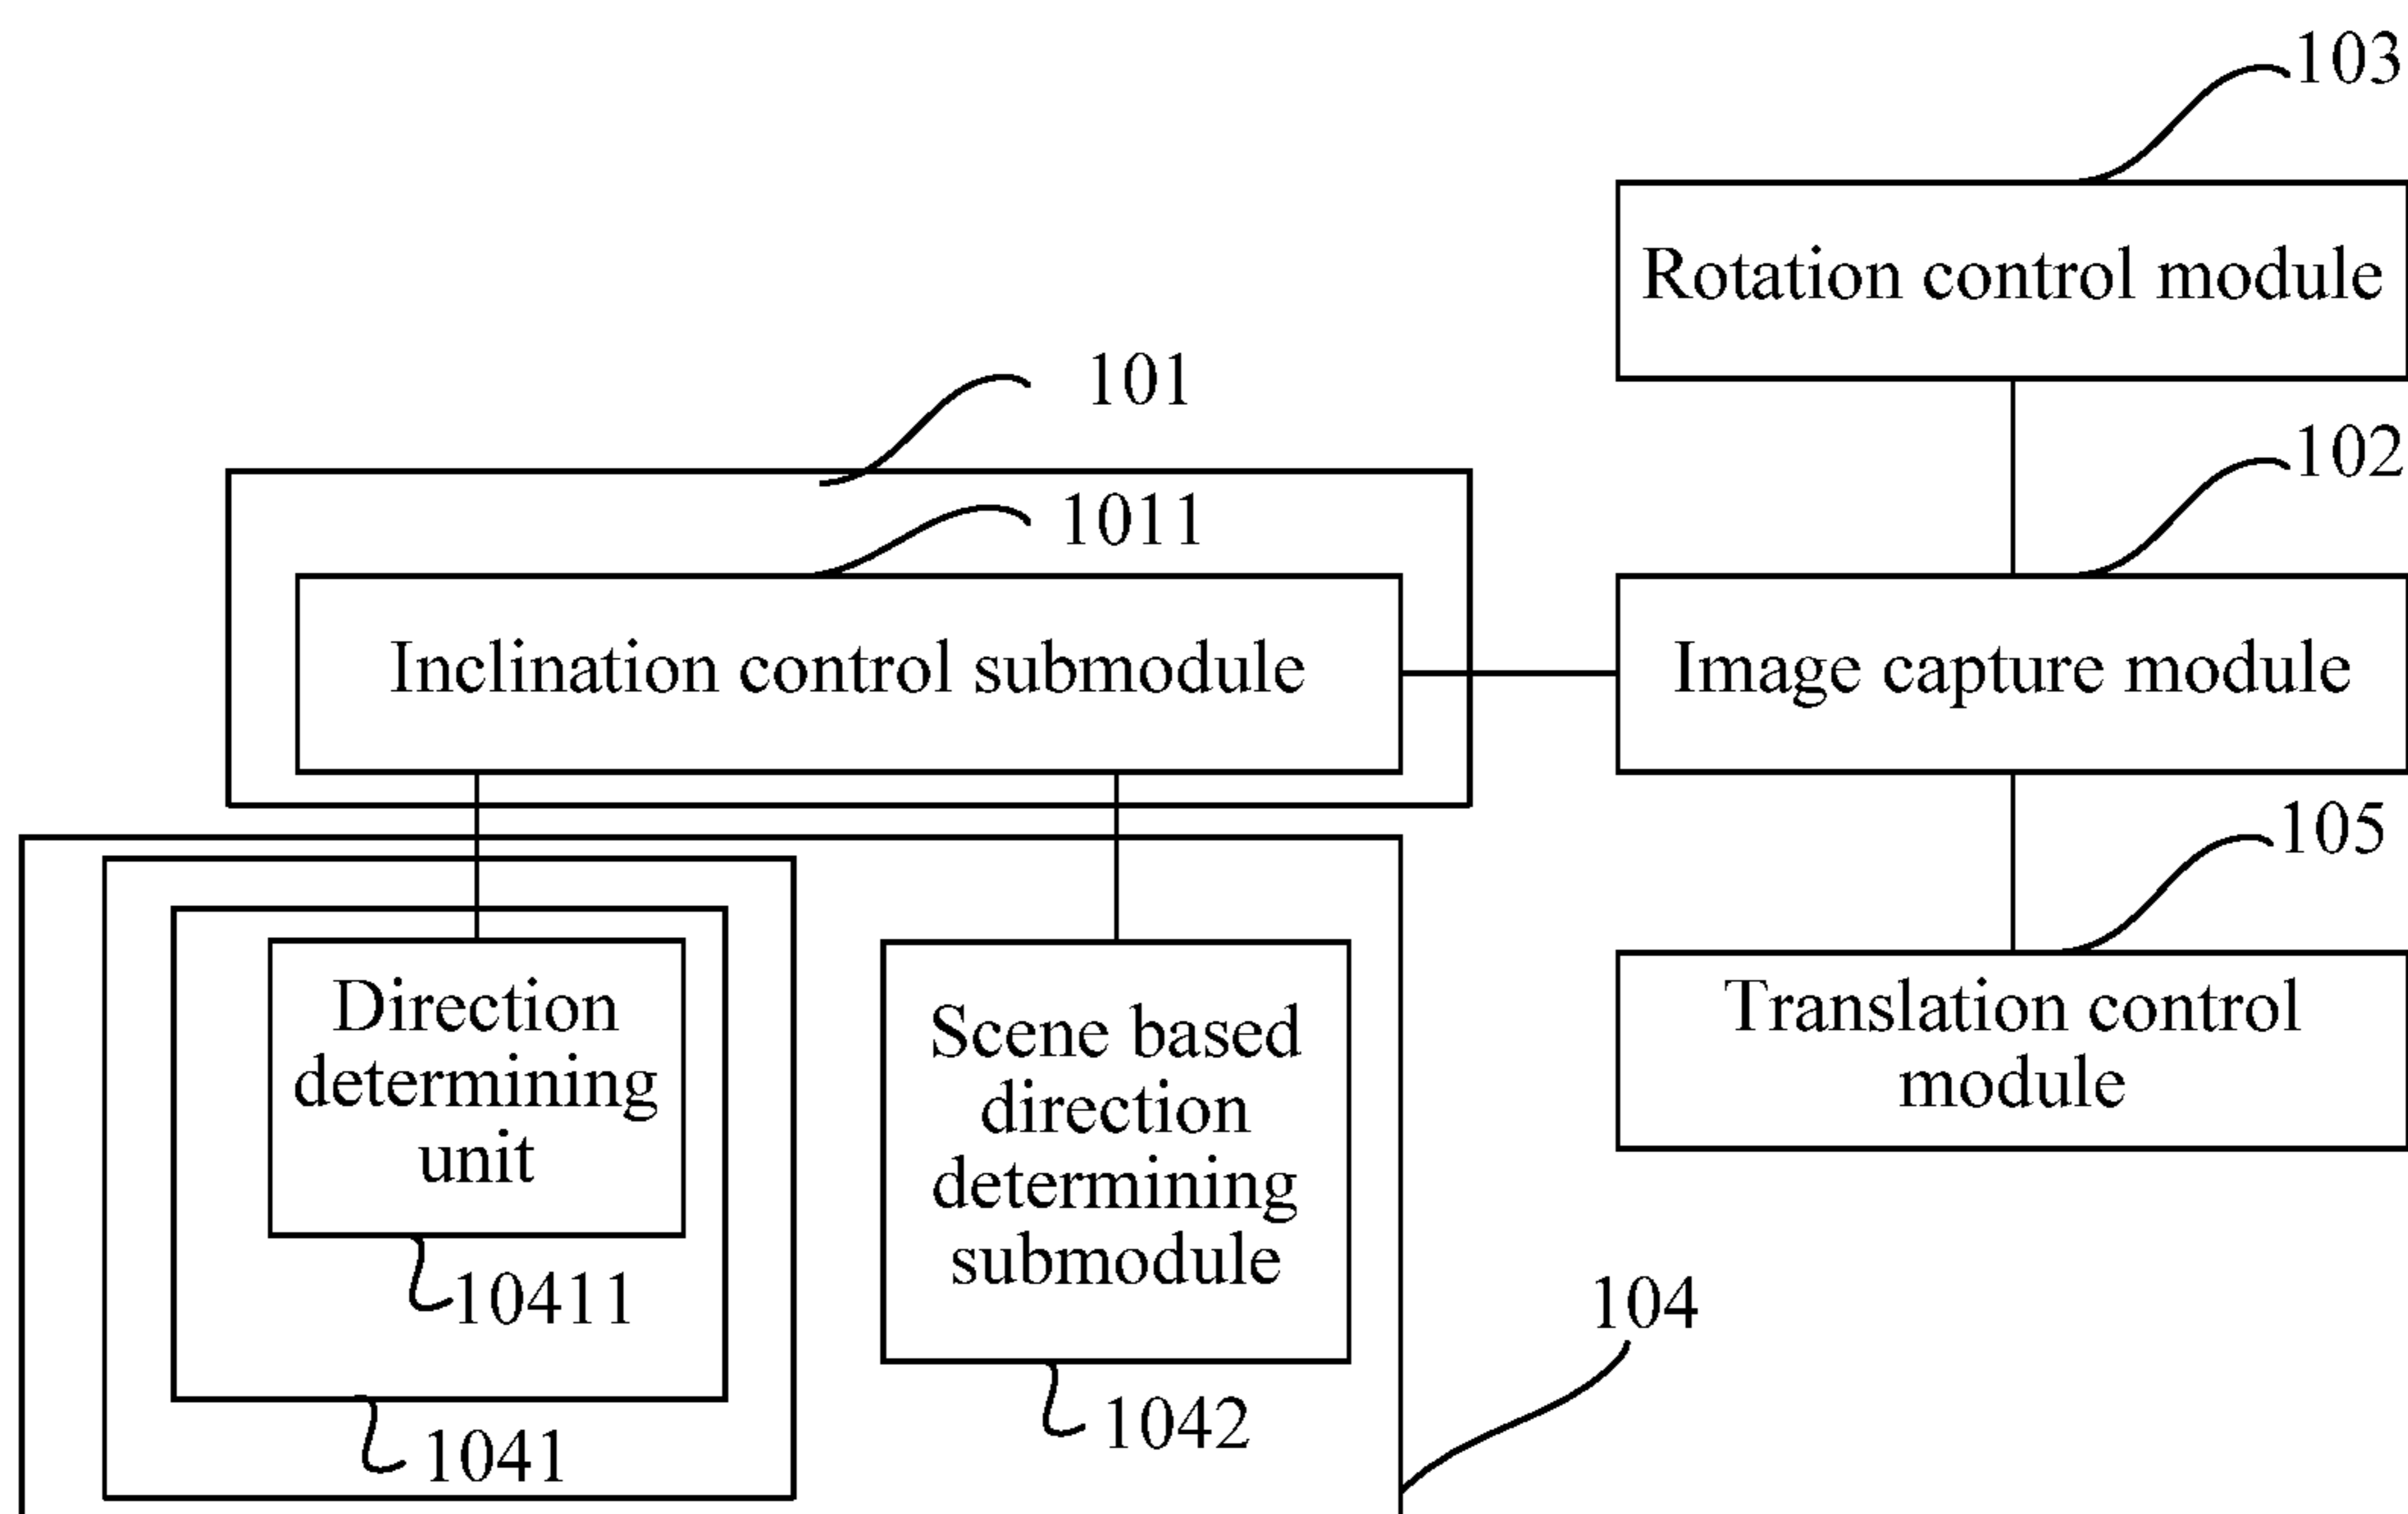 103
Rotation control module
101
102
1011
Inclination control submodule
Image capture module
105
Direction
determining
unit
Scene based
direction
determining
submodule
Translation control
module
10411
104
1042
1041